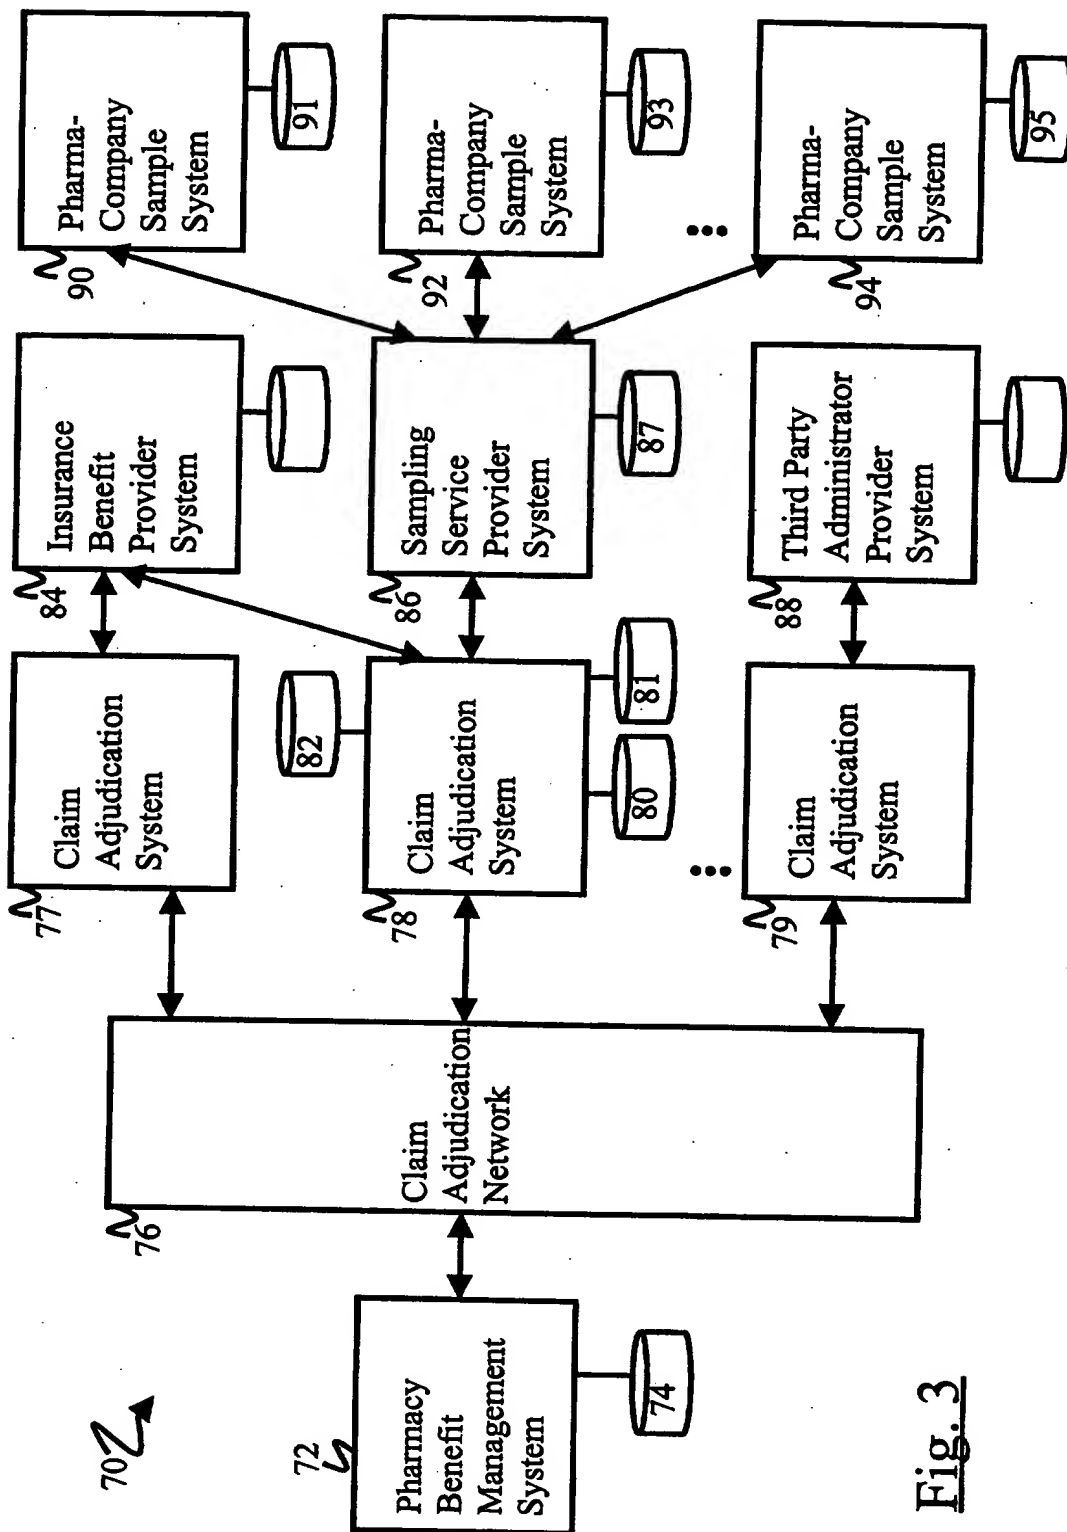 70
72
Pharmacy
Benefit
Management
System
74
76
Claim
Adjudication
Network
77
Claim
Adjudication
System
78
Claim
Adjudication
System
82
80
81
79
Claim
Adjudication
System
84
Insurance
Benefit
Provider
System
86
Sampling
Service
Provider
System
87
88
Third Party
Administrator
Provider
System
90
Pharma-
Company
Sample
System
91
92
Pharma-
Company
Sample
System
93
94
Pharma-
Company
Sample
System
95
Fig. 3